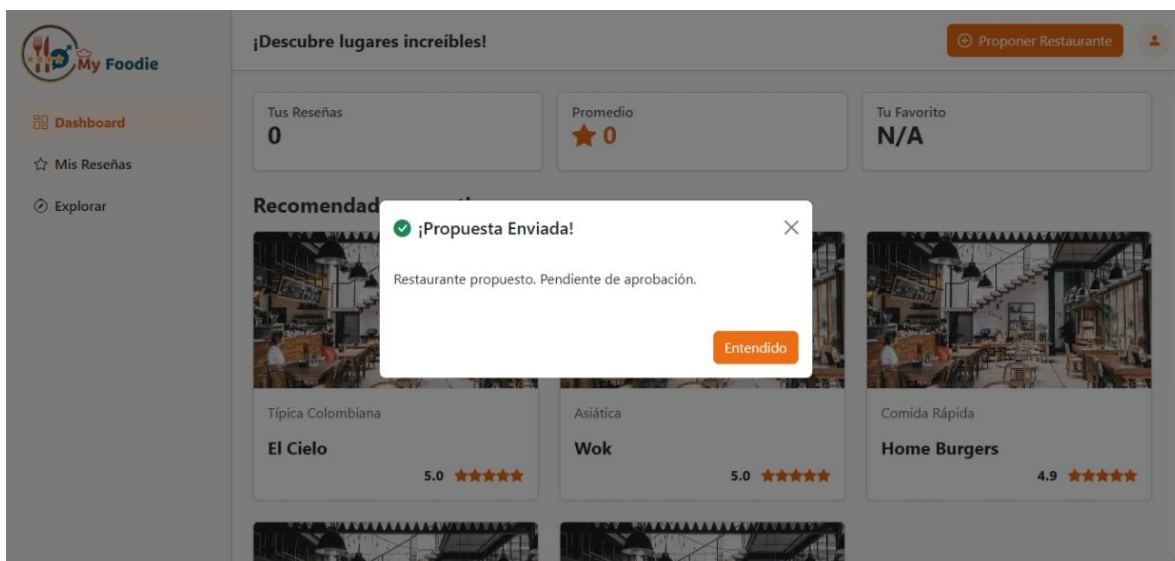 My Foodie
¡Descubre lugares increíbles!
Proponer Restaurante
Dashboard
Mis Reseñas
Explorar
Tus Reseñas
0
Promedio
0
Tu Favorito
N/A
¡Propuesta Enviada!
Restaurante propuesto. Pendiente de aprobación.
Entendido
Típica Colombiana
El Cielo
5.0
Asiática
Wok
5.0
Comida Rápida
Home Burgers
4.9